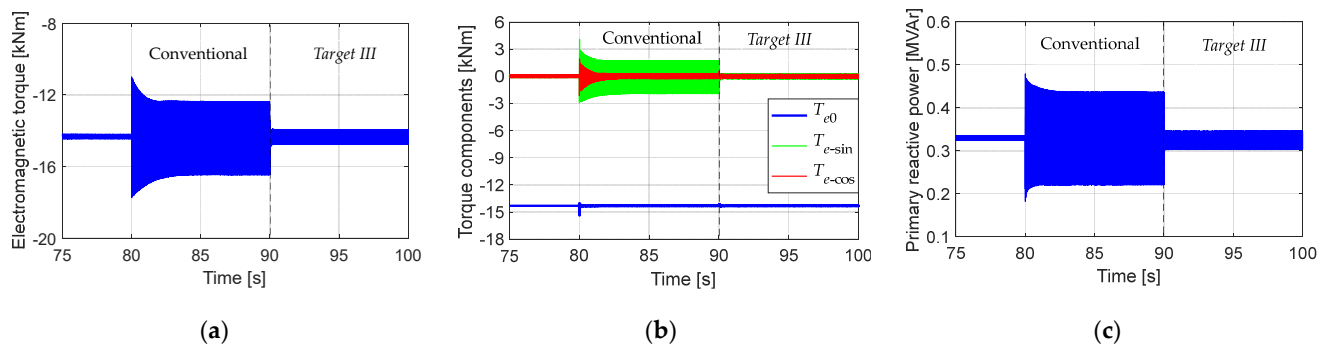 Electromagnetic torque [kNm]
-8
-12
-14
-16
-20
Conventional
Target III
75
80
85
90
95
100
Time [s]
(a)
Torque components [kNm]
6
3
0
-3
-6
-9
-12
-15
-18
Conventional
Target III
Te0
Te-sin
Te-cos
75
80
85
90
95
100
Time [s]
(b)
Primary reactive power [MVAr]
0.6
0.5
0.4
0.3
0.2
0.1
Conventional
Target III
75
80
85
90
95
100
Time [s]
(c)